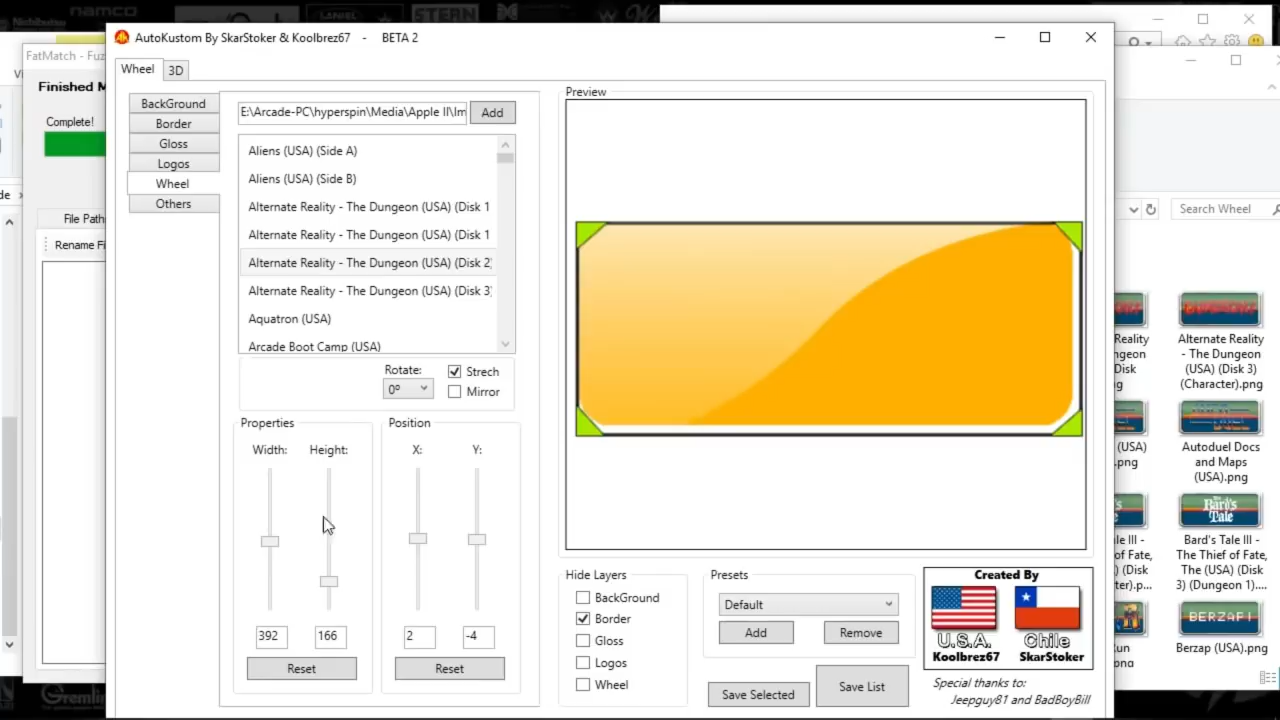 namco
Nichibutsu
LANIEL
STERN
AutoKustom By SkarStoker & Koolbrez67 - BETA 2
FatMatch - Fuz
Finished M
Complete!
File Path
Rename Fi
Wheel
3D
BackGround
Border
Gloss
Logos
Wheel
Others
E:\Arcade-PC\hyperspin\Media\Apple II\Im
Add
Aliens (USA) (Side A)
Aliens (USA) (Side B)
Alternate Reality - The Dungeon (USA) (Disk 1
Alternate Reality - The Dungeon (USA) (Disk 1
Alternate Reality - The Dungeon (USA) (Disk 2)
Alternate Reality - The Dungeon (USA) (Disk 3)
Aquatron (USA)
Arcade Boot Camp (USA)
Rotate:
0º
Strech
Mirror
Properties
Width:
Height:
392
166
Reset
Position
X:
Y:
2
-4
Reset
Preview
Hide Layers
BackGround
Border
Gloss
Logos
Wheel
Presets
Default
Add
Remove
Save Selected
Save List
Created By
U.S.A.
Koolbrez67
Chile
SkarStoker
Special thanks to:
Jeepguy81 and BadBoyBill
Search Wheel
Alternate Reality
- The Dungeon
(USA) (Disk 3)
(Character).png
Autoduel Docs
and Maps
(USA).png
Bard's Tale
Bard's Tale III -
The Thief of Fate,
The (USA) (Disk
3) (Dungeon 1)....
BERZAP!
Berzap (USA).png